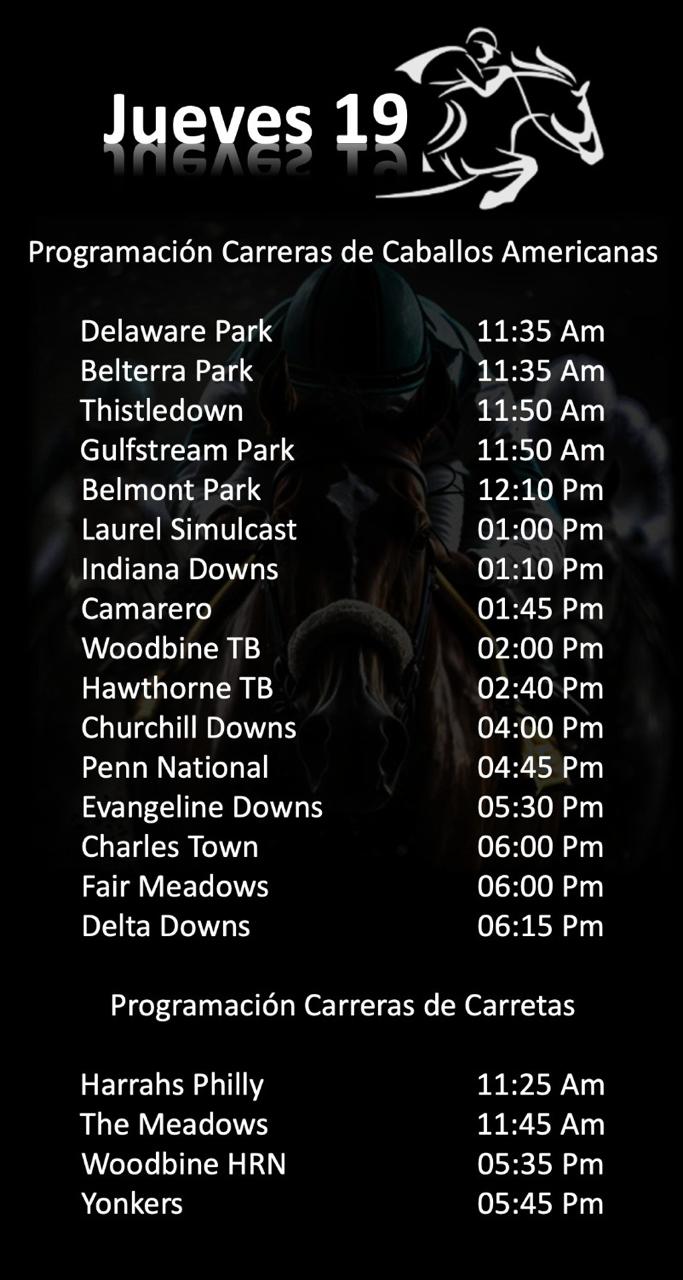 Jueves 19
Programación Carreras de Caballos Americanas
Delaware Park 11:35 Am
Belterra Park 11:35 Am
Thistledown 11:50 Am
Gulfstream Park 11:50 Am
Belmont Park 12:10 Pm
Laurel Simulcast 01:00 Pm
Indiana Downs 01:10 Pm
Camarero 01:45 Pm
Woodbine TB 02:00 Pm
Hawthorne TB 02:40 Pm
Churchill Downs 04:00 Pm
Penn National 04:45 Pm
Evangeline Downs 05:30 Pm
Charles Town 06:00 Pm
Fair Meadows 06:00 Pm
Delta Downs 06:15 Pm
Programación Carreras de Carretas
Harrahs Philly 11:25 Am
The Meadows 11:45 Am
Woodbine HRN 05:35 Pm
Yonkers 05:45 Pm